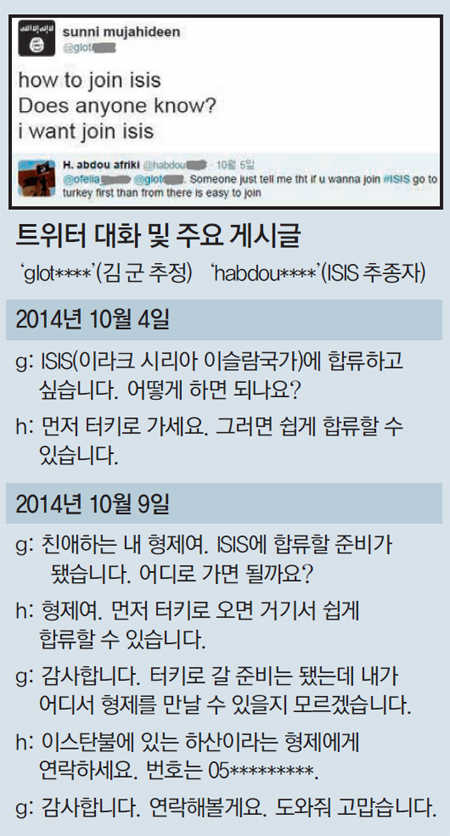 sunni mujahideen
@glot
how to join isis
Does anyone know?
i want join isis
H. abdou afriki @habdou · 10월 5일
@ofelia @glot . Someone just tell me tht if u wanna join #ISIS go to
turkey first than from there is easy to join
트위터 대화 및 주요 게시글
‘glot****’(김 군 추정) ‘habdou****’(ISIS 추종자)
2014년 10월 4일
g: ISIS(이라크 시리아 이슬람국가)에 합류하고
싶습니다. 어떻게 하면 되나요?
h: 먼저 터키로 가세요. 그러면 쉽게 합류할 수
있습니다.
2014년 10월 9일
g: 친애하는 내 형제여. ISIS에 합류할 준비가
됐습니다. 어디로 가면 될까요?
h: 형제여. 먼저 터키로 오면 거기서 쉽게
합류할 수 있습니다.
g: 감사합니다. 터키로 갈 준비는 됐는데 내가
어디서 형제를 만날 수 있을지 모르겠습니다.
h: 이스탄불에 있는 하산이라는 형제에게
연락하세요. 번호는 05*********.
g: 감사합니다. 연락해볼게요. 도와줘 고맙습니다.